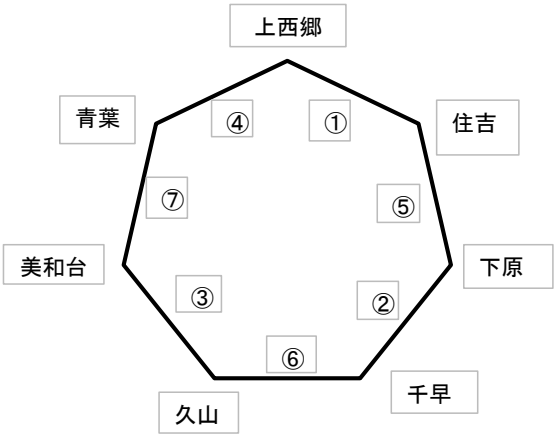 上西郷
青葉
④
①
住吉
⑦
⑤
美和台
下原
③
②
⑥
久山
千早